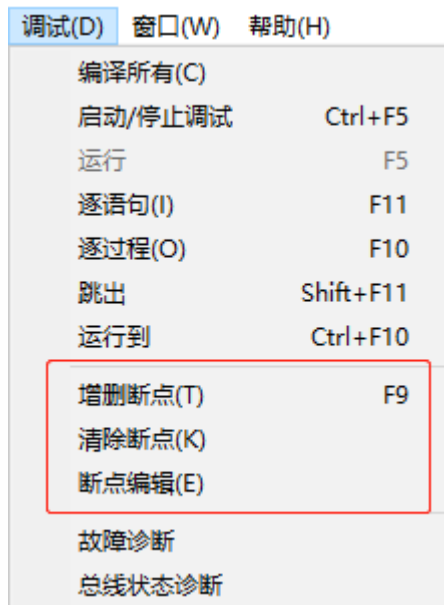 调试(D) 窗口(W) 帮助(H)
编译所有(C)
启动/停止调试 Ctrl+F5
运行 F5
逐语句(I) F11
逐过程(O) F10
跳出 Shift+F11
运行到 Ctrl+F10
增删断点(T) F9
清除断点(K)
断点编辑(E)
故障诊断
总线状态诊断